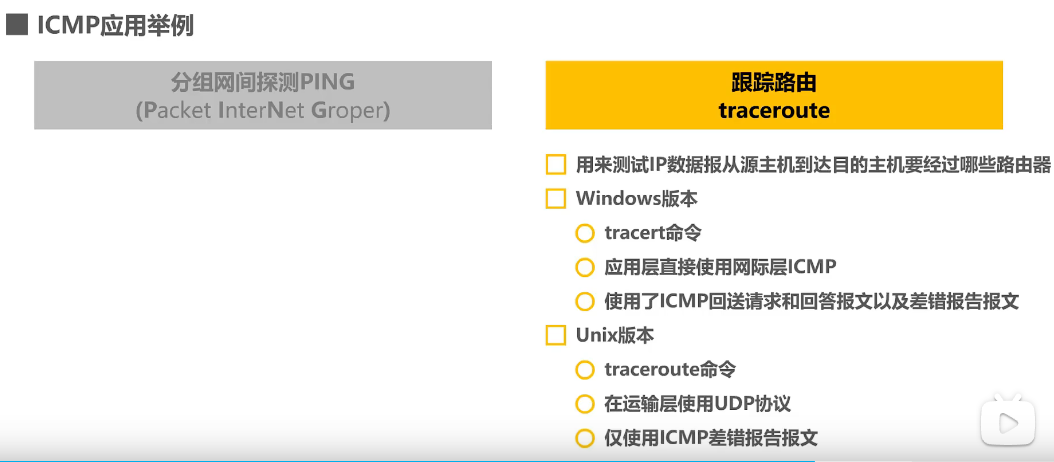 ICMP应用举例
分组网间探测PING
(Packet InterNet Groper)
跟踪路由
traceroute
用来测试IP数据报从源主机到达目的主机要经过哪些路由器
Windows版本
tracert命令
应用层直接使用网际层ICMP
使用了ICMP回送请求和回答报文以及差错报告报文
Unix版本
traceroute命令
在运输层使用UDP协议
仅使用ICMP差错报告报文